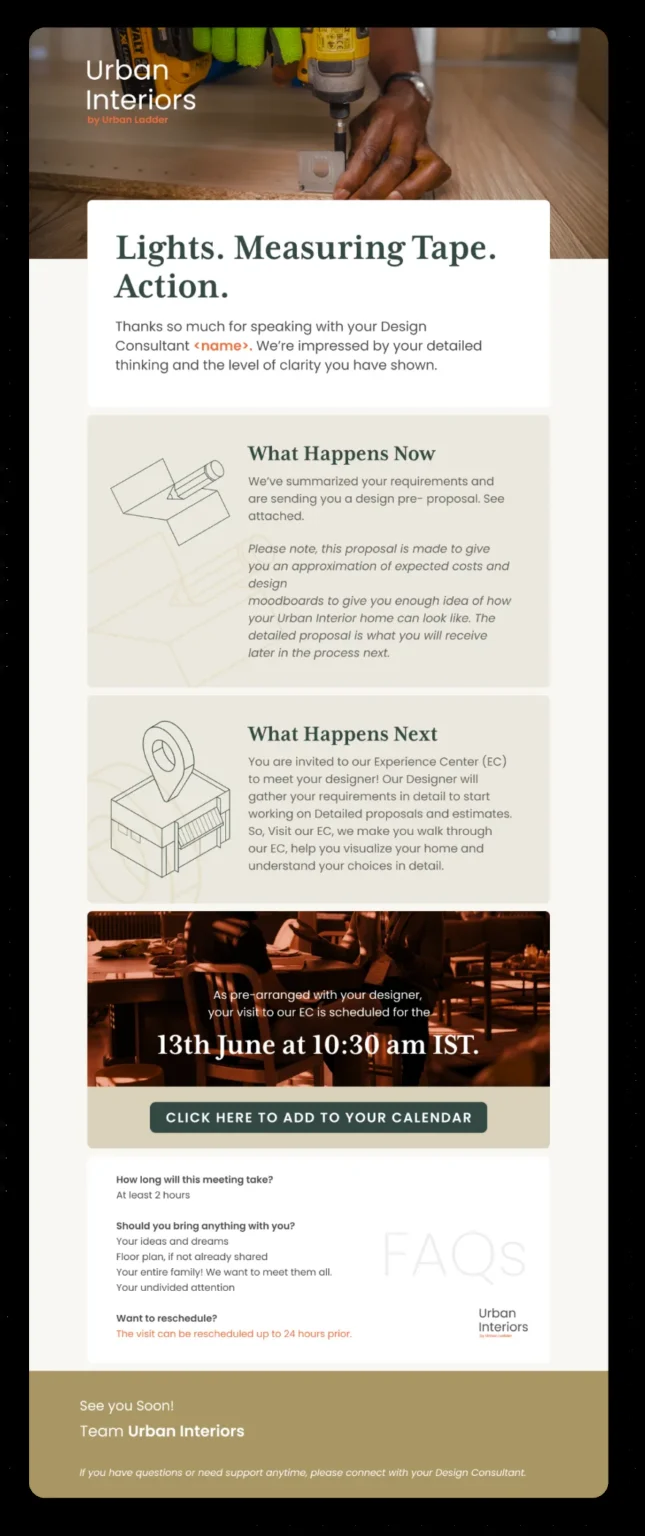 Urban
Interiors
by Urban Ladder
Lights. Measuring Tape.
Action.
Thanks so much for speaking with your Design
Consultant <name>. We're impressed by your detailed
thinking and the level of clarity you have shown.
What Happens Now
We've summarized your requirements and
are sending you a design pre- proposal. See
attached.
Please note, this proposal is made to give
you an approximation of expected costs and
design
moodboards to give you enough idea of how
your Urban Interior home can look like. The
detailed proposal is what you will receive
later in the process next.
What Happens Next
You are invited to our Experience Center (EC)
to meet your designer! Our Designer will
gather your requirements in detail to start
working on Detailed proposals and estimates.
So, Visit our EC, we make you walk through
our EC, help you visualize your home and
understand your choices in detail.
As pre-arranged with your designer,
your visit to our EC is scheduled for the
13th June at 10:30 am IST.
CLICK HERE TO ADD TO YOUR CALENDAR
How long will this meeting take?
At least 2 hours
Should you bring anything with you?
Your ideas and dreams
Floor plan, if not already shared
Your entire family! We want to meet them all.
Your undivided attention
Want to reschedule?
The visit can be rescheduled up to 24 hours prior.
FAQs
Urban
Interiors
by Urban Ladder
See you Soon!
Team Urban Interiors
If you have questions or need support anytime, please connect with your Design Consultant.